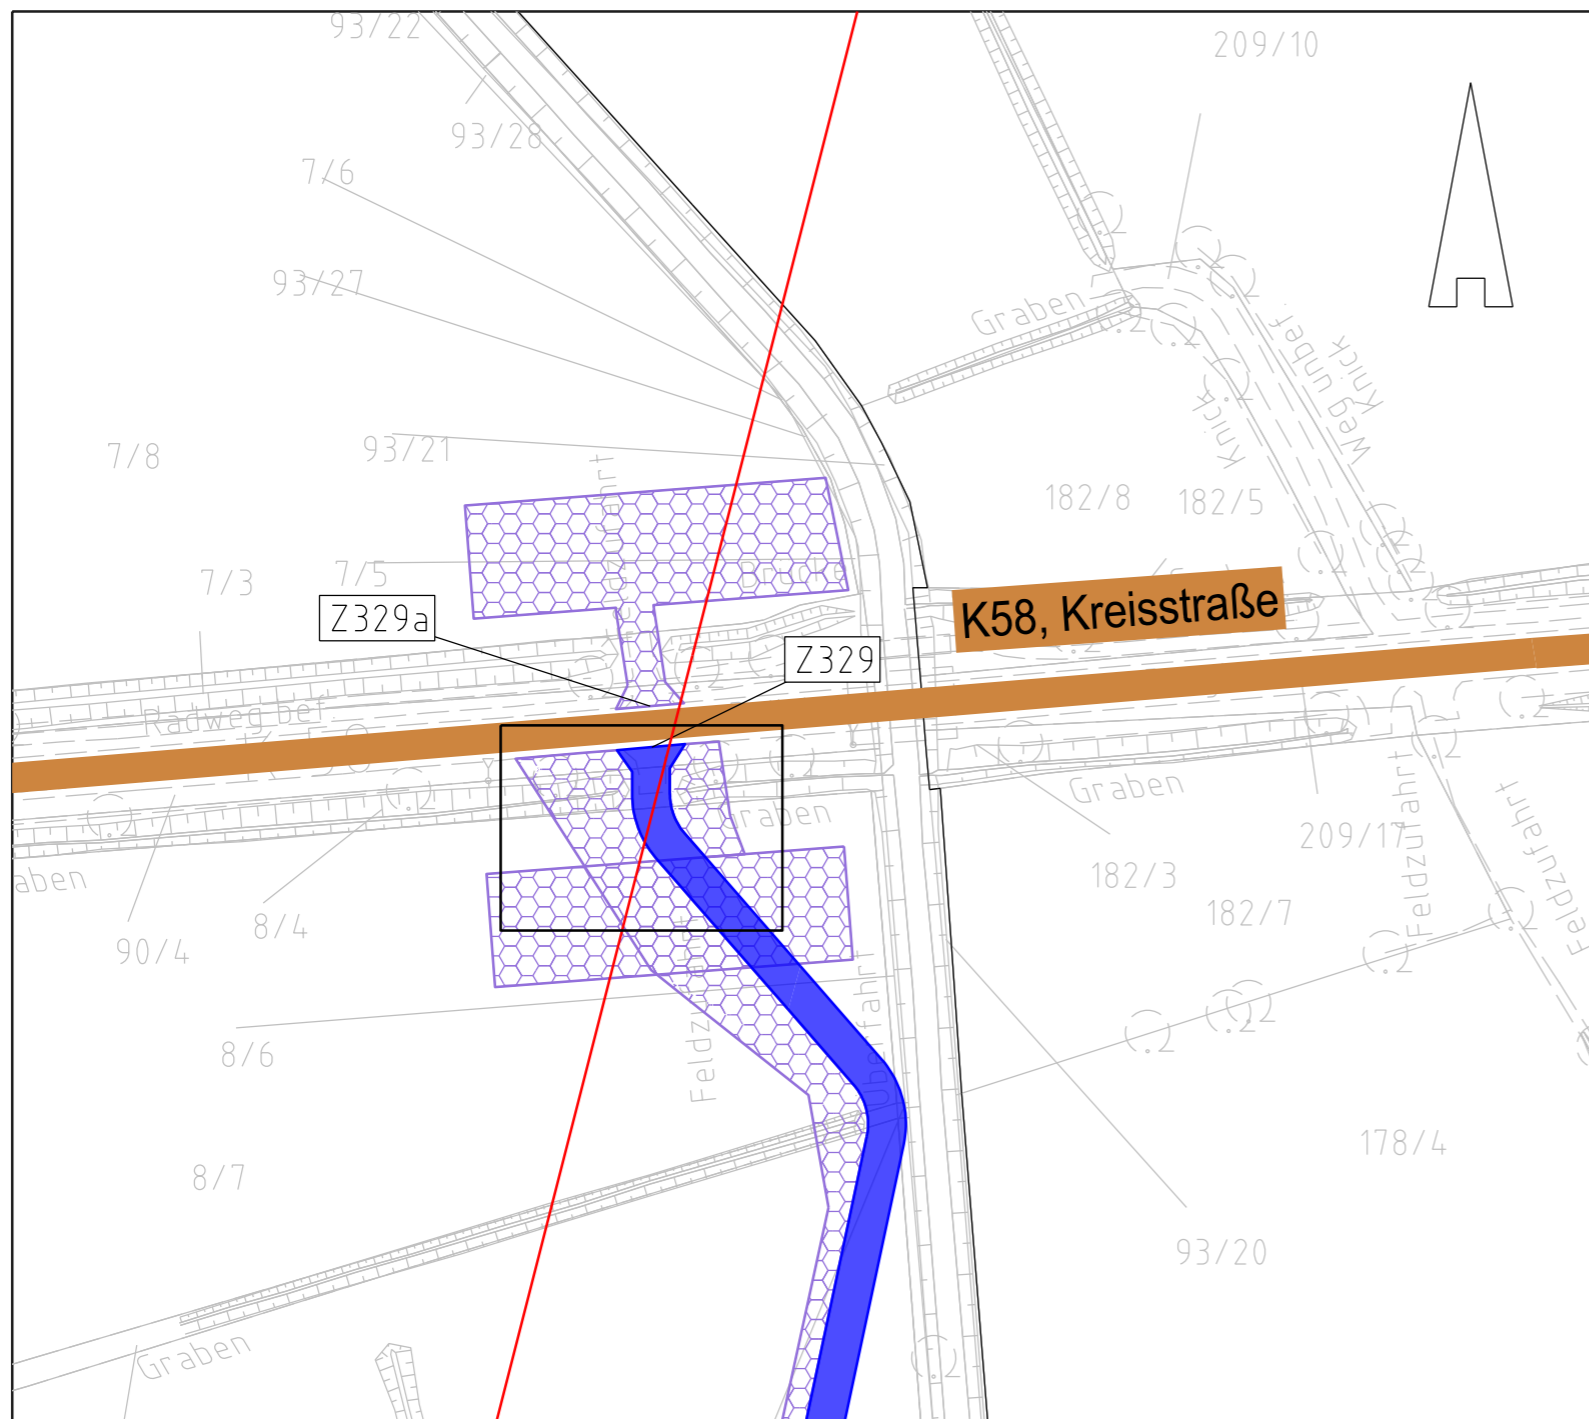 93/22
209/10
93/28
7/6
93/27
Graben
Knick
Weg unbef
Knick
7/8
93/21
Feldzufahrt
182/8
182/5
7/3
7/5
Brücke
Z329a
K58, Kreisstraße
Z329
Radweg bef
K 58
Graben
Graben
209/17
Feldzufahrt
Feldzufahrt
aben
8/4
90/4
182/3
182/7
Feldzufahrt
Überfahrt
8/6
178/4
8/7
93/20
Graben